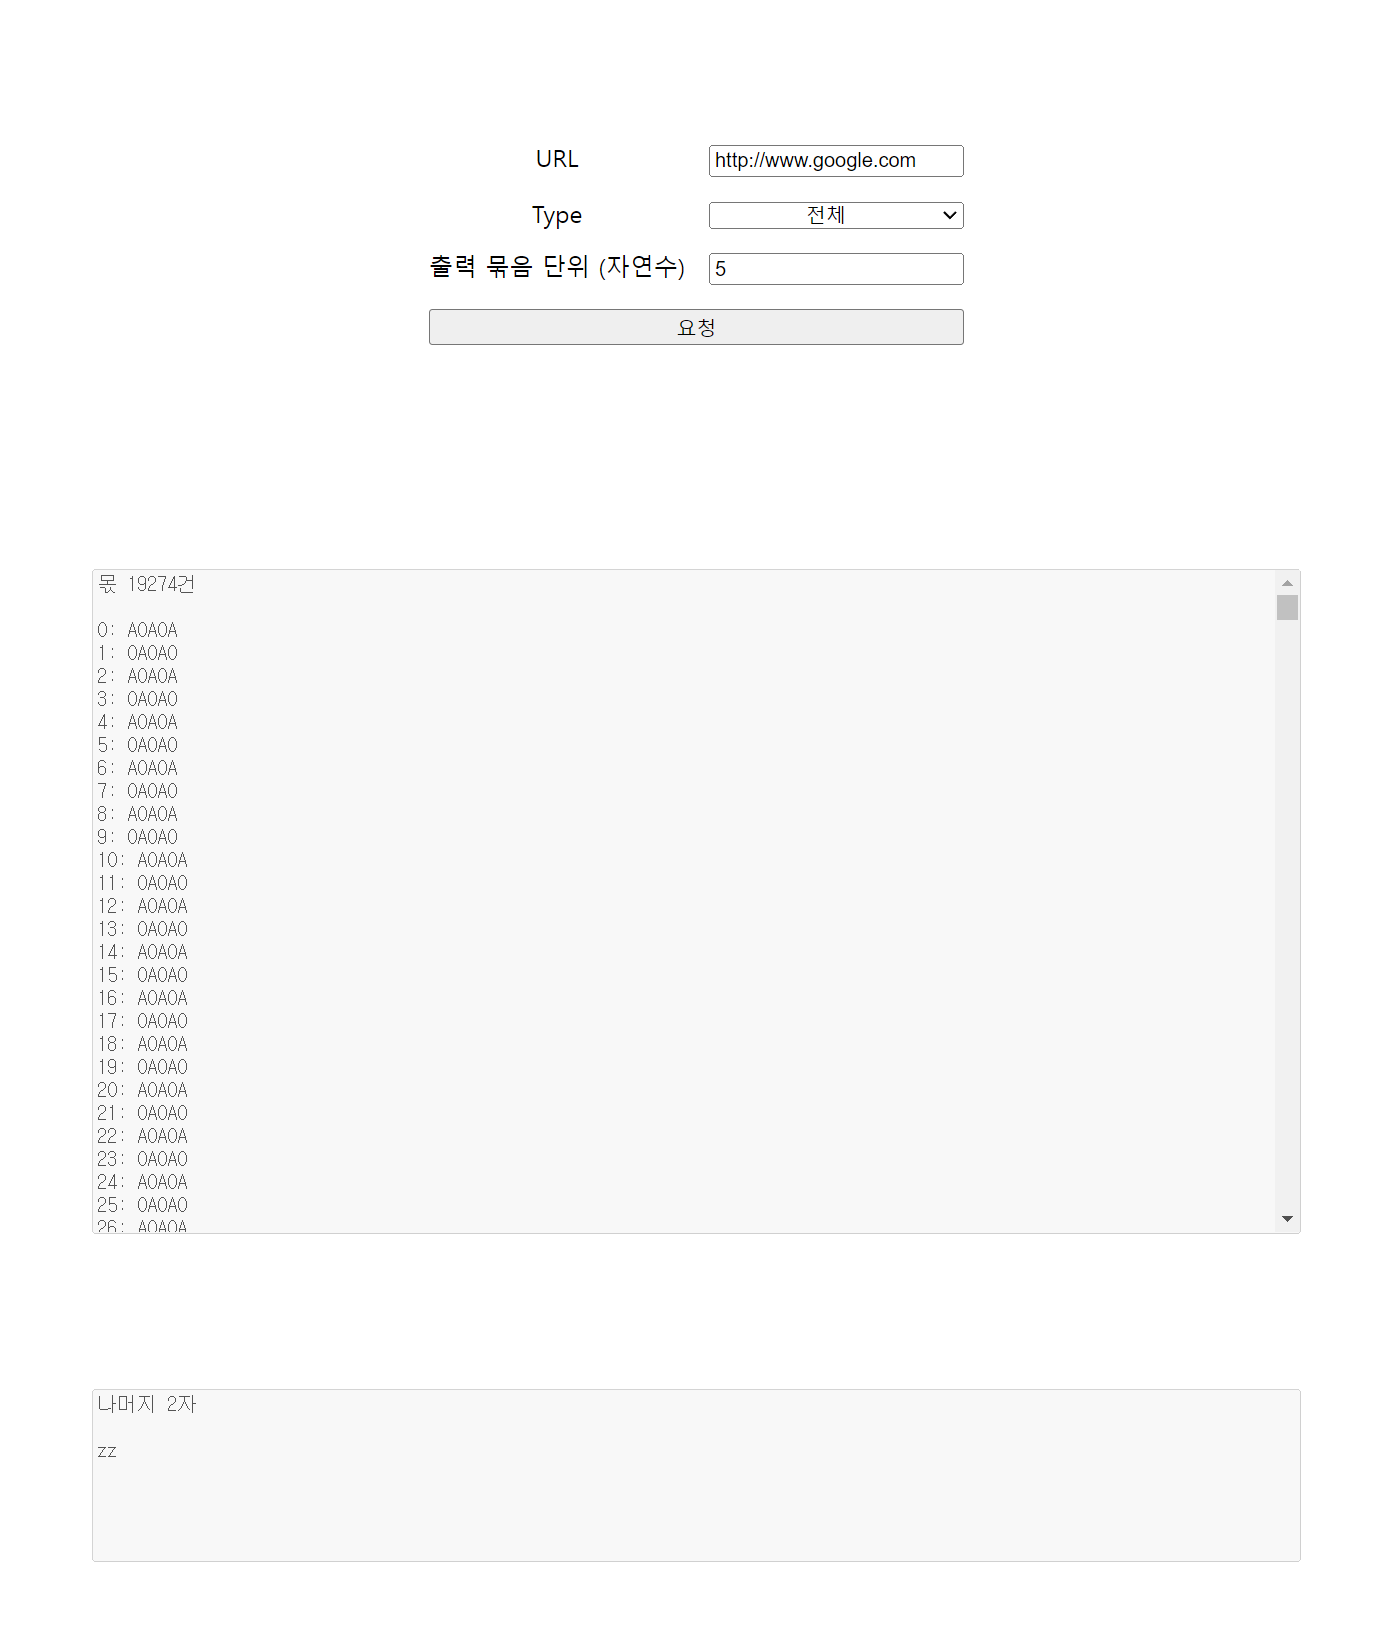 URL
http://www.google.com
Type
전체
출력 묶음 단위 (자연수)
5
요청
몫 19274건
0: A0A0A
1: 0A0A0
2: A0A0A
3: 0A0A0
4: A0A0A
5: 0A0A0
6: A0A0A
7: 0A0A0
8: A0A0A
9: 0A0A0
10: A0A0A
11: 0A0A0
12: A0A0A
13: 0A0A0
14: A0A0A
15: 0A0A0
16: A0A0A
17: 0A0A0
18: A0A0A
19: 0A0A0
20: A0A0A
21: 0A0A0
22: A0A0A
23: 0A0A0
24: A0A0A
25: 0A0A0
26: A0A0A
나머지 2자
zz